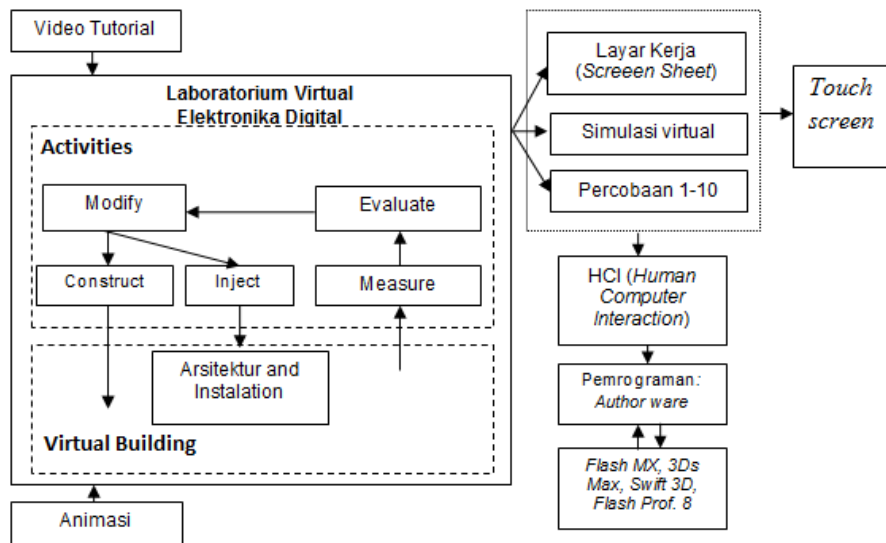 Video Tutorial
Laboratorium Virtual
Elektronika Digital
Activities
Modify
Evaluate
Construct
Inject
Measure
Arsitektur and
Instalation
Virtual Building
Animasi
Layar Kerja
(Screeen Sheet)
Simulasi virtual
Percobaan 1-10
Touch
screen
HCI (Human
Computer
Interaction)
Pemrograman:
Author ware
Flash MX, 3Ds
Max, Swift 3D,
Flash Prof. 8